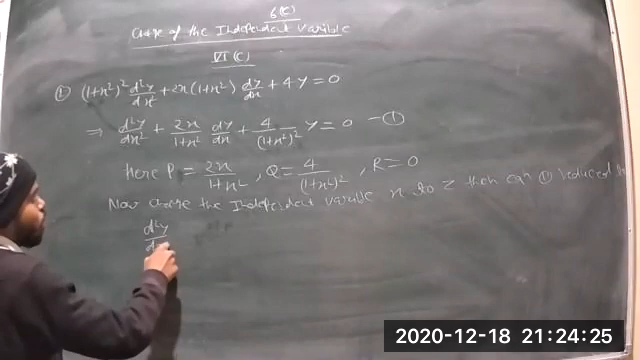 6(C)
Change of the Independent Variable
VI (C)
① (1+x²)² d²y/dx² + 2x(1+x²) dy/dx + 4y = 0
⇒ d²y/dx² + 2x/(1+x²) dy/dx + 4/(1+x²)² y = 0 —①
Here P = 2x/(1+x²), Q = 4/(1+x²)², R = 0
Now change the Independent variable x to z then eqn ① reduced
d²y/dx
2020-12-18 21:24:25